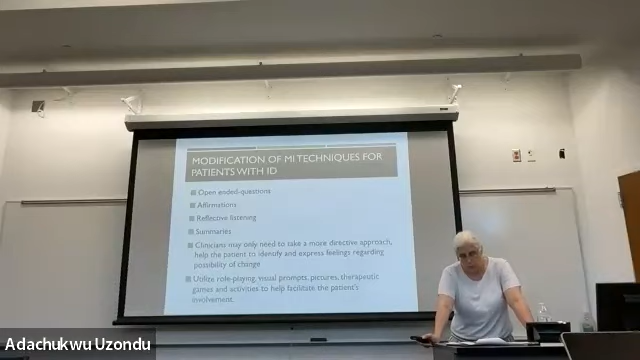 MODIFICATION OF MI TECHNIQUES FOR
PATIENTS WITH ID
Open ended-questions
Affirmations
Reflective listening
Summaries
Clinicians may only need to take a more directive approach,
help the patient to identify and express feelings regarding
possibility of change
Utilize role-playing, visual prompts, pictures, therapeutic
games and activities to help facilitate the patient's
involvement.
Adachukwu Uzondu